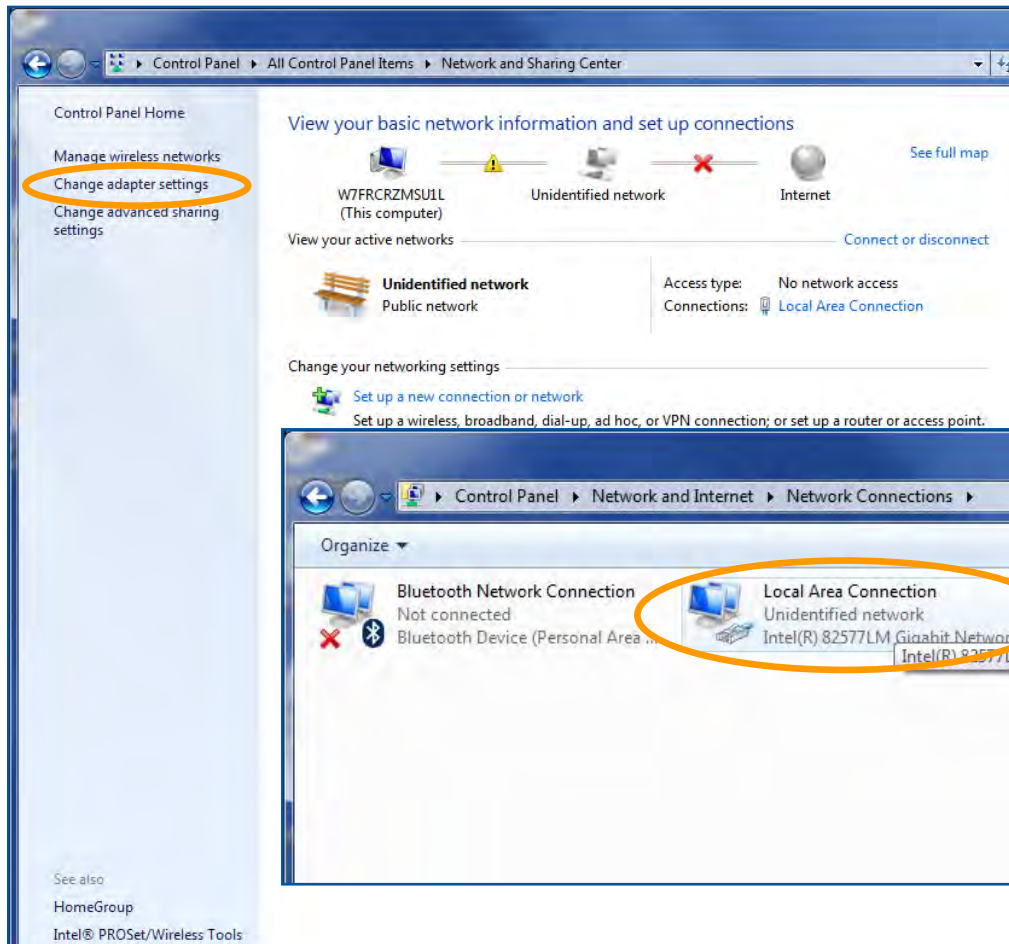 Control Panel ▸ All Control Panel Items ▸ Network and Sharing Center
Control Panel Home
Manage wireless networks
Change adapter settings
Change advanced sharing
settings
View your basic network information and set up connections
See full map
W7FRCRZMSU1L
(This computer)
Unidentified network
Internet
View your active networks
Connect or disconnect
Unidentified network
Public network
Access type: No network access
Connections: Local Area Connection
Change your networking settings
Set up a new connection or network
Set up a wireless, broadband, dial-up, ad hoc, or VPN connection; or set up a router or access point.
Control Panel ▸ Network and Internet ▸ Network Connections ▸
Organize
Bluetooth Network Connection
Not connected
Bluetooth Device (Personal Area ...
Local Area Connection
Unidentified network
Intel(R) 82577LM Gigabit Networ
Intel(R) 82577L
See also
HomeGroup
Intel® PROSet/Wireless Tools